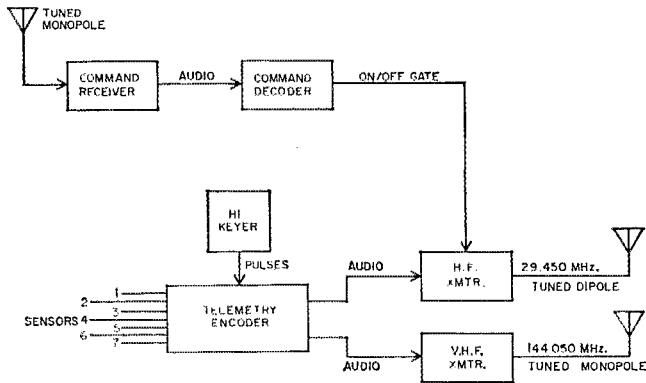 TUNED
MONOPOLE
COMMAND
RECEIVER
AUDIO
COMMAND
DECODER
ON/OFF GATE
HI
KEYER
PULSES
SENSORS
1
2
3
4
5
6
7
TELEMETRY
ENCODER
AUDIO
H.F.
XMTR.
29.450 MHz.
TUNED DIPOLE
AUDIO
V.H.F.
XMTR.
144.050 MHz.
TUNED MONOPOLE